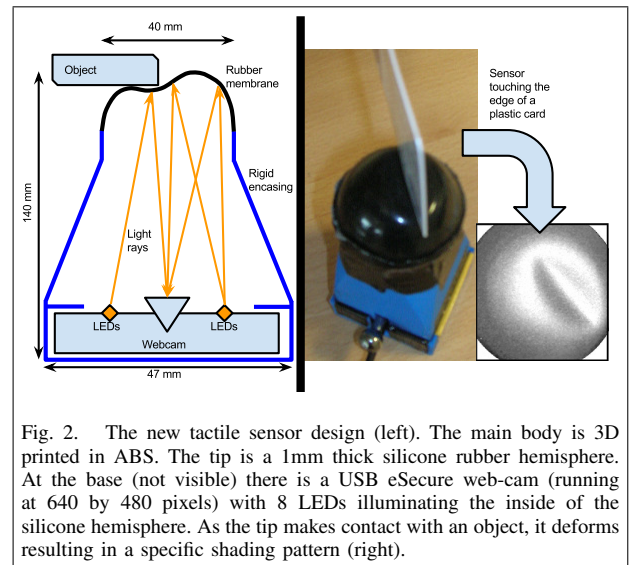 40 mm
Object
Rubber
membrane
Sensor
touching the
edge of a
plastic card
140 mm
Rigid
encasing
Light
rays
LEDs
LEDs
Webcam
47 mm
Fig. 2. The new tactile sensor design (left). The main body is 3D
printed in ABS. The tip is a 1mm thick silicone rubber hemisphere.
At the base (not visible) there is a USB eSecure web-cam (running
at 640 by 480 pixels) with 8 LEDs illuminating the inside of the
silicone hemisphere. As the tip makes contact with an object, it deforms
resulting in a specific shading pattern (right).